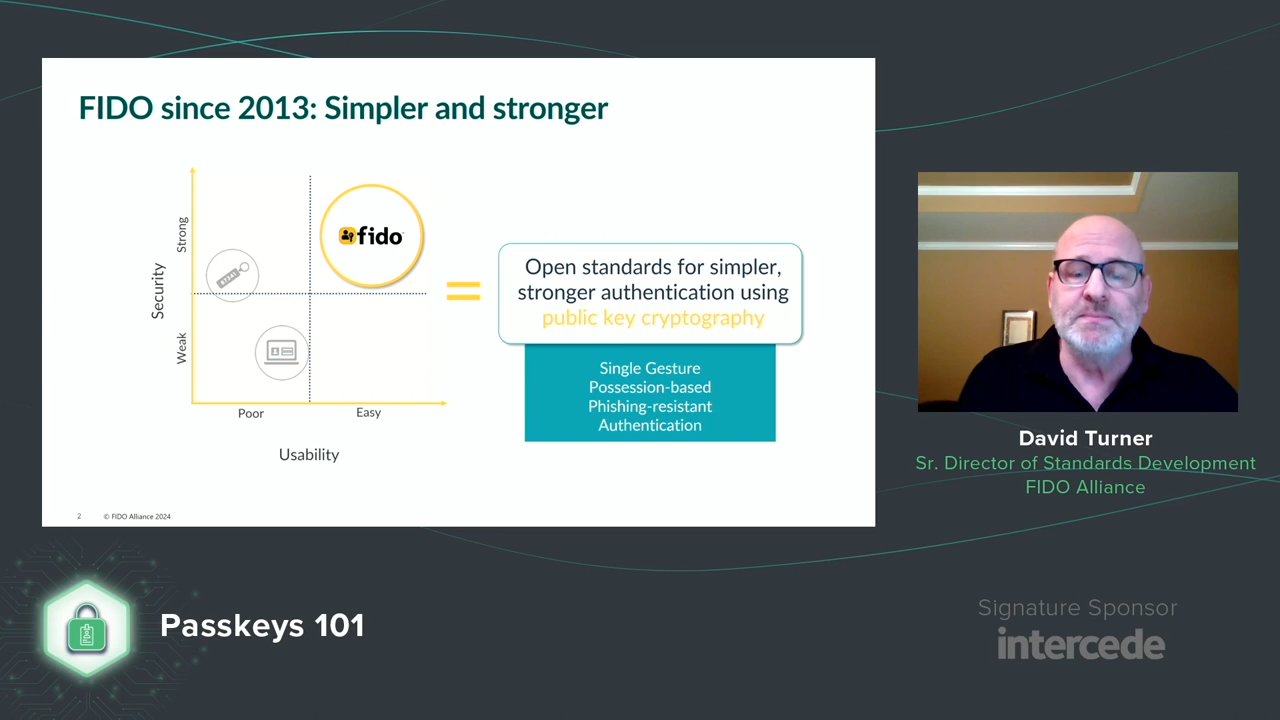 FIDO since 2013: Simpler and stronger
Security
Strong
Weak
fido
Poor
Easy
Usability
Open standards for simpler,
stronger authentication using
public key cryptography
Single Gesture
Possession-based
Phishing-resistant
Authentication
2
© FIDO Alliance 2024
David Turner
Sr. Director of Standards Development
FIDO Alliance
Passkeys 101
Signature Sponsor
intercede